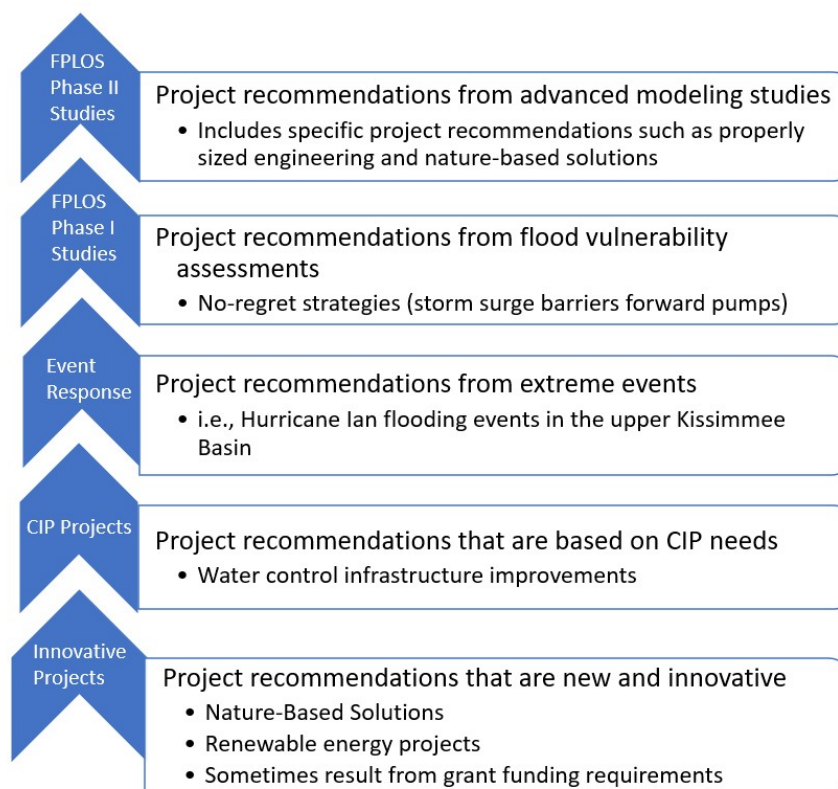 FPLOS
Phase II
Studies
Project recommendations from advanced modeling studies
• Includes specific project recommendations such as properly
sized engineering and nature-based solutions
FPLOS
Phase I
Studies
Project recommendations from flood vulnerability
assessments
• No-regret strategies (storm surge barriers forward pumps)
Event
Response
Project recommendations from extreme events
• i.e., Hurricane Ian flooding events in the upper Kissimmee
Basin
CIP Projects
Project recommendations that are based on CIP needs
• Water control infrastructure improvements
Innovative
Projects
Project recommendations that are new and innovative
• Nature-Based Solutions
• Renewable energy projects
• Sometimes result from grant funding requirements